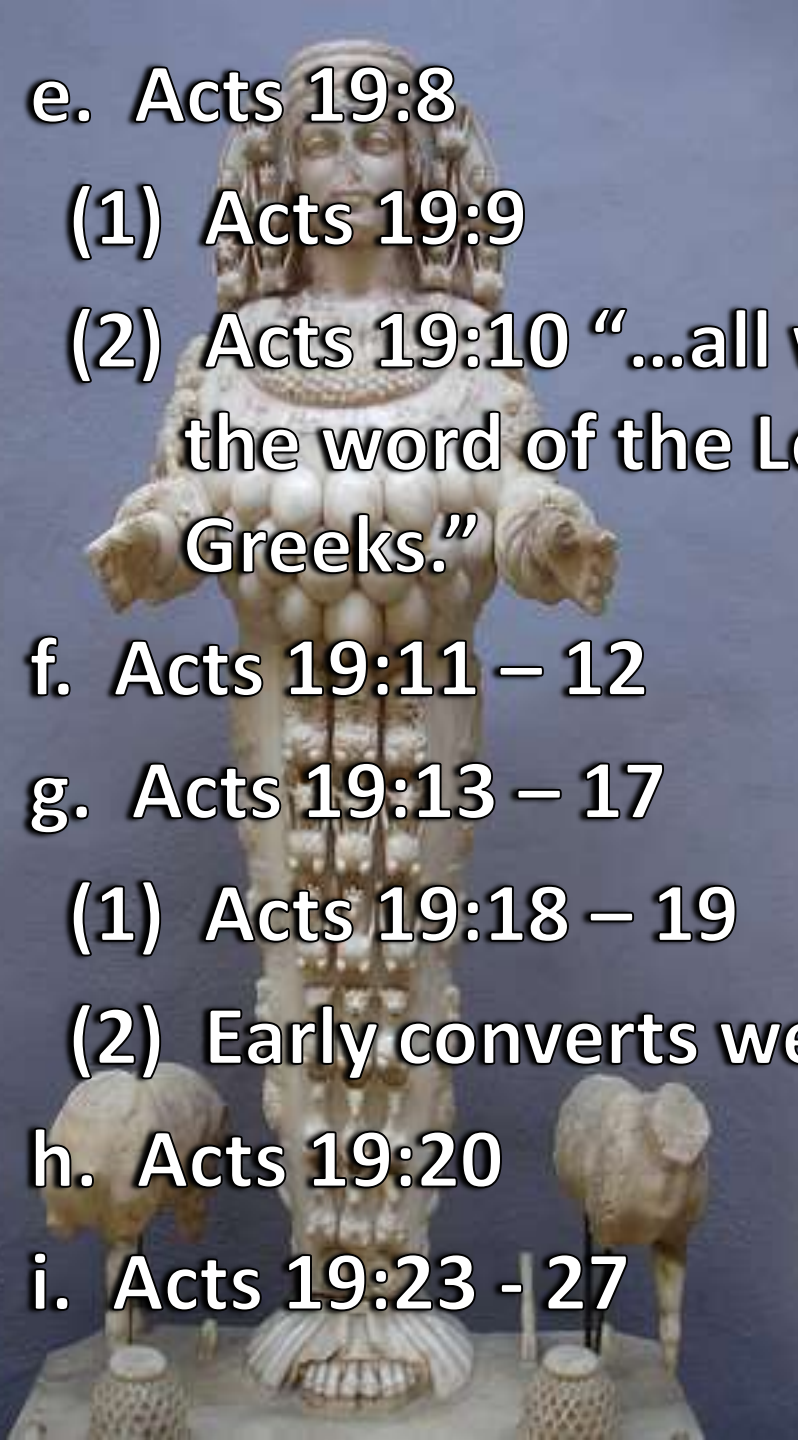 e. Acts 19:8
(1) Acts 19:9
(2) Acts 19:10 “...all
the word of the
Greeks.”
f. Acts 19:11 – 12
g. Acts 19:13 – 17
(1) Acts 19:18 – 19
(2) Early converts
h. Acts 19:20
i. Acts 19:23 - 27